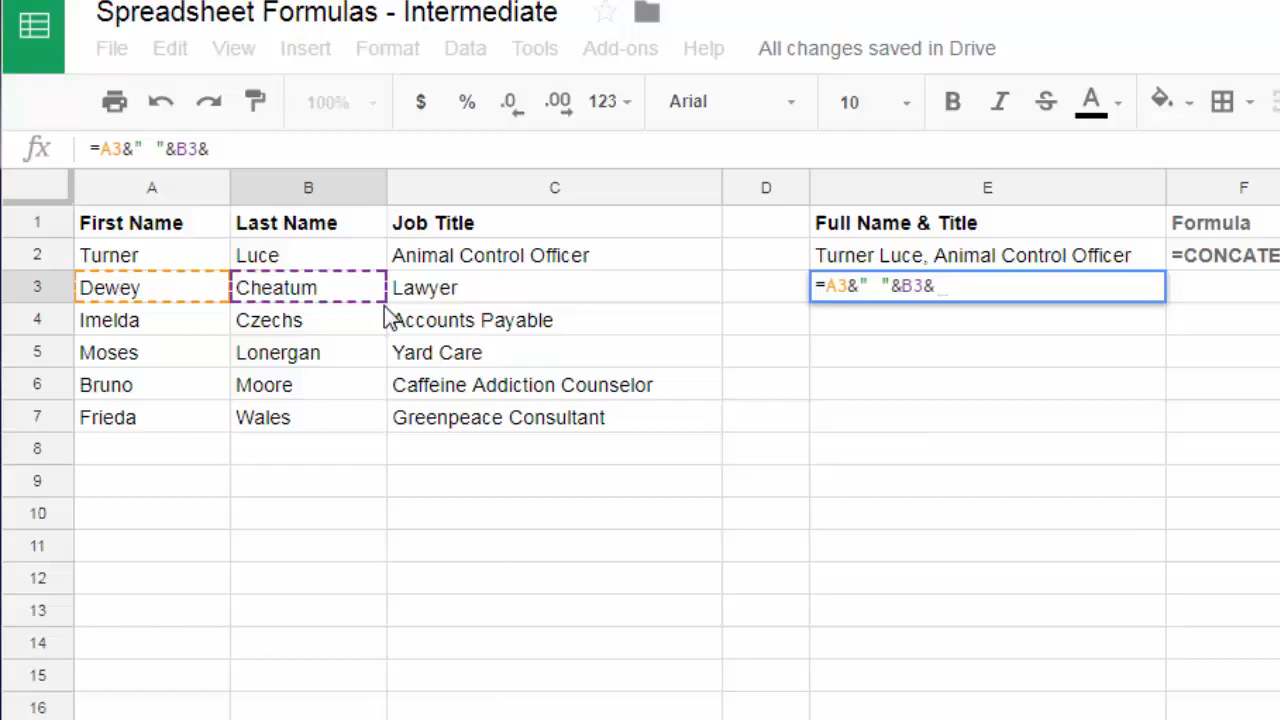 Spreadsheet Formulas - Intermediate
File Edit View Insert Format Data Tools Add-ons Help All changes saved in Drive
100% $ % .0 .00 123 Arial 10 B I S A
fx =A3&" "&B3&
A B C D E F
1 First Name Last Name Job Title Full Name & Title Formula
2 Turner Luce Animal Control Officer Turner Luce, Animal Control Officer =CONCATE
3 Dewey Cheatum Lawyer =A3&" "&B3&
4 Imelda Czechs Accounts Payable
5 Moses Lonergan Yard Care
6 Bruno Moore Caffeine Addiction Counselor
7 Frieda Wales Greenpeace Consultant
8
9
10
11
12
13
14
15
16